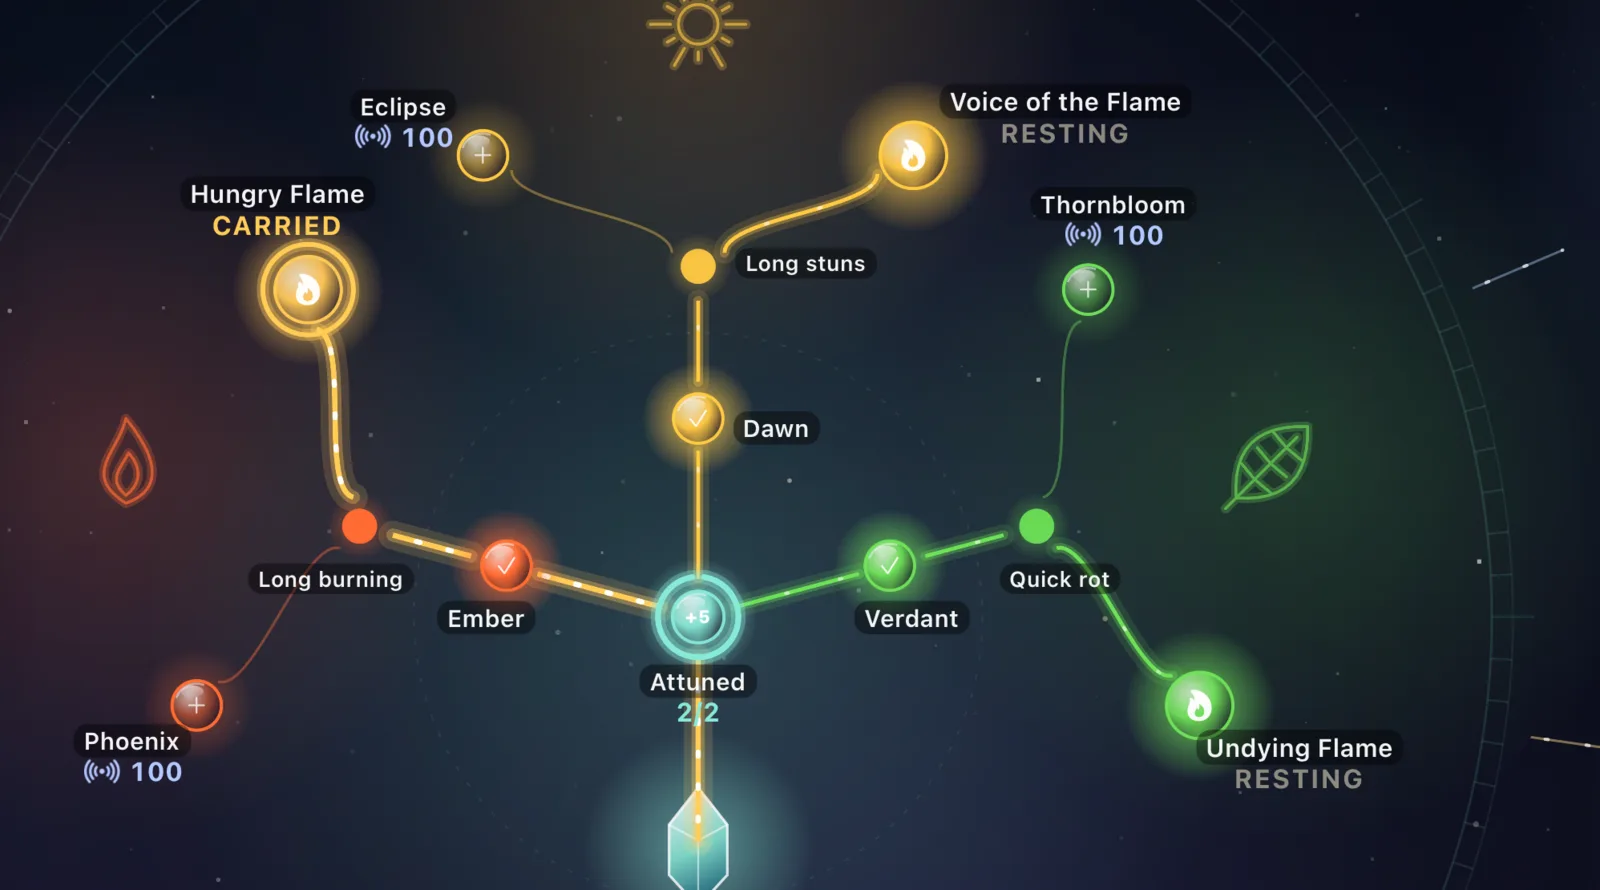 Eclipse
100
Voice of the Flame
RESTING
Hungry Flame
CARRIED
Thornbloom
100
Long stuns
Dawn
Long burning
Quick rot
Ember
+5
Verdant
Attuned
2/2
Phoenix
100
Undying Flame
RESTING